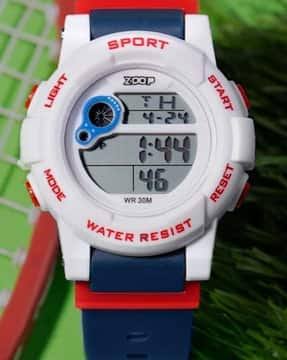 SPORT
LIGHT
START
ZOOP
TH
4-24
1:44
46
MODE
RESET
WR 30M
WATER RESIST